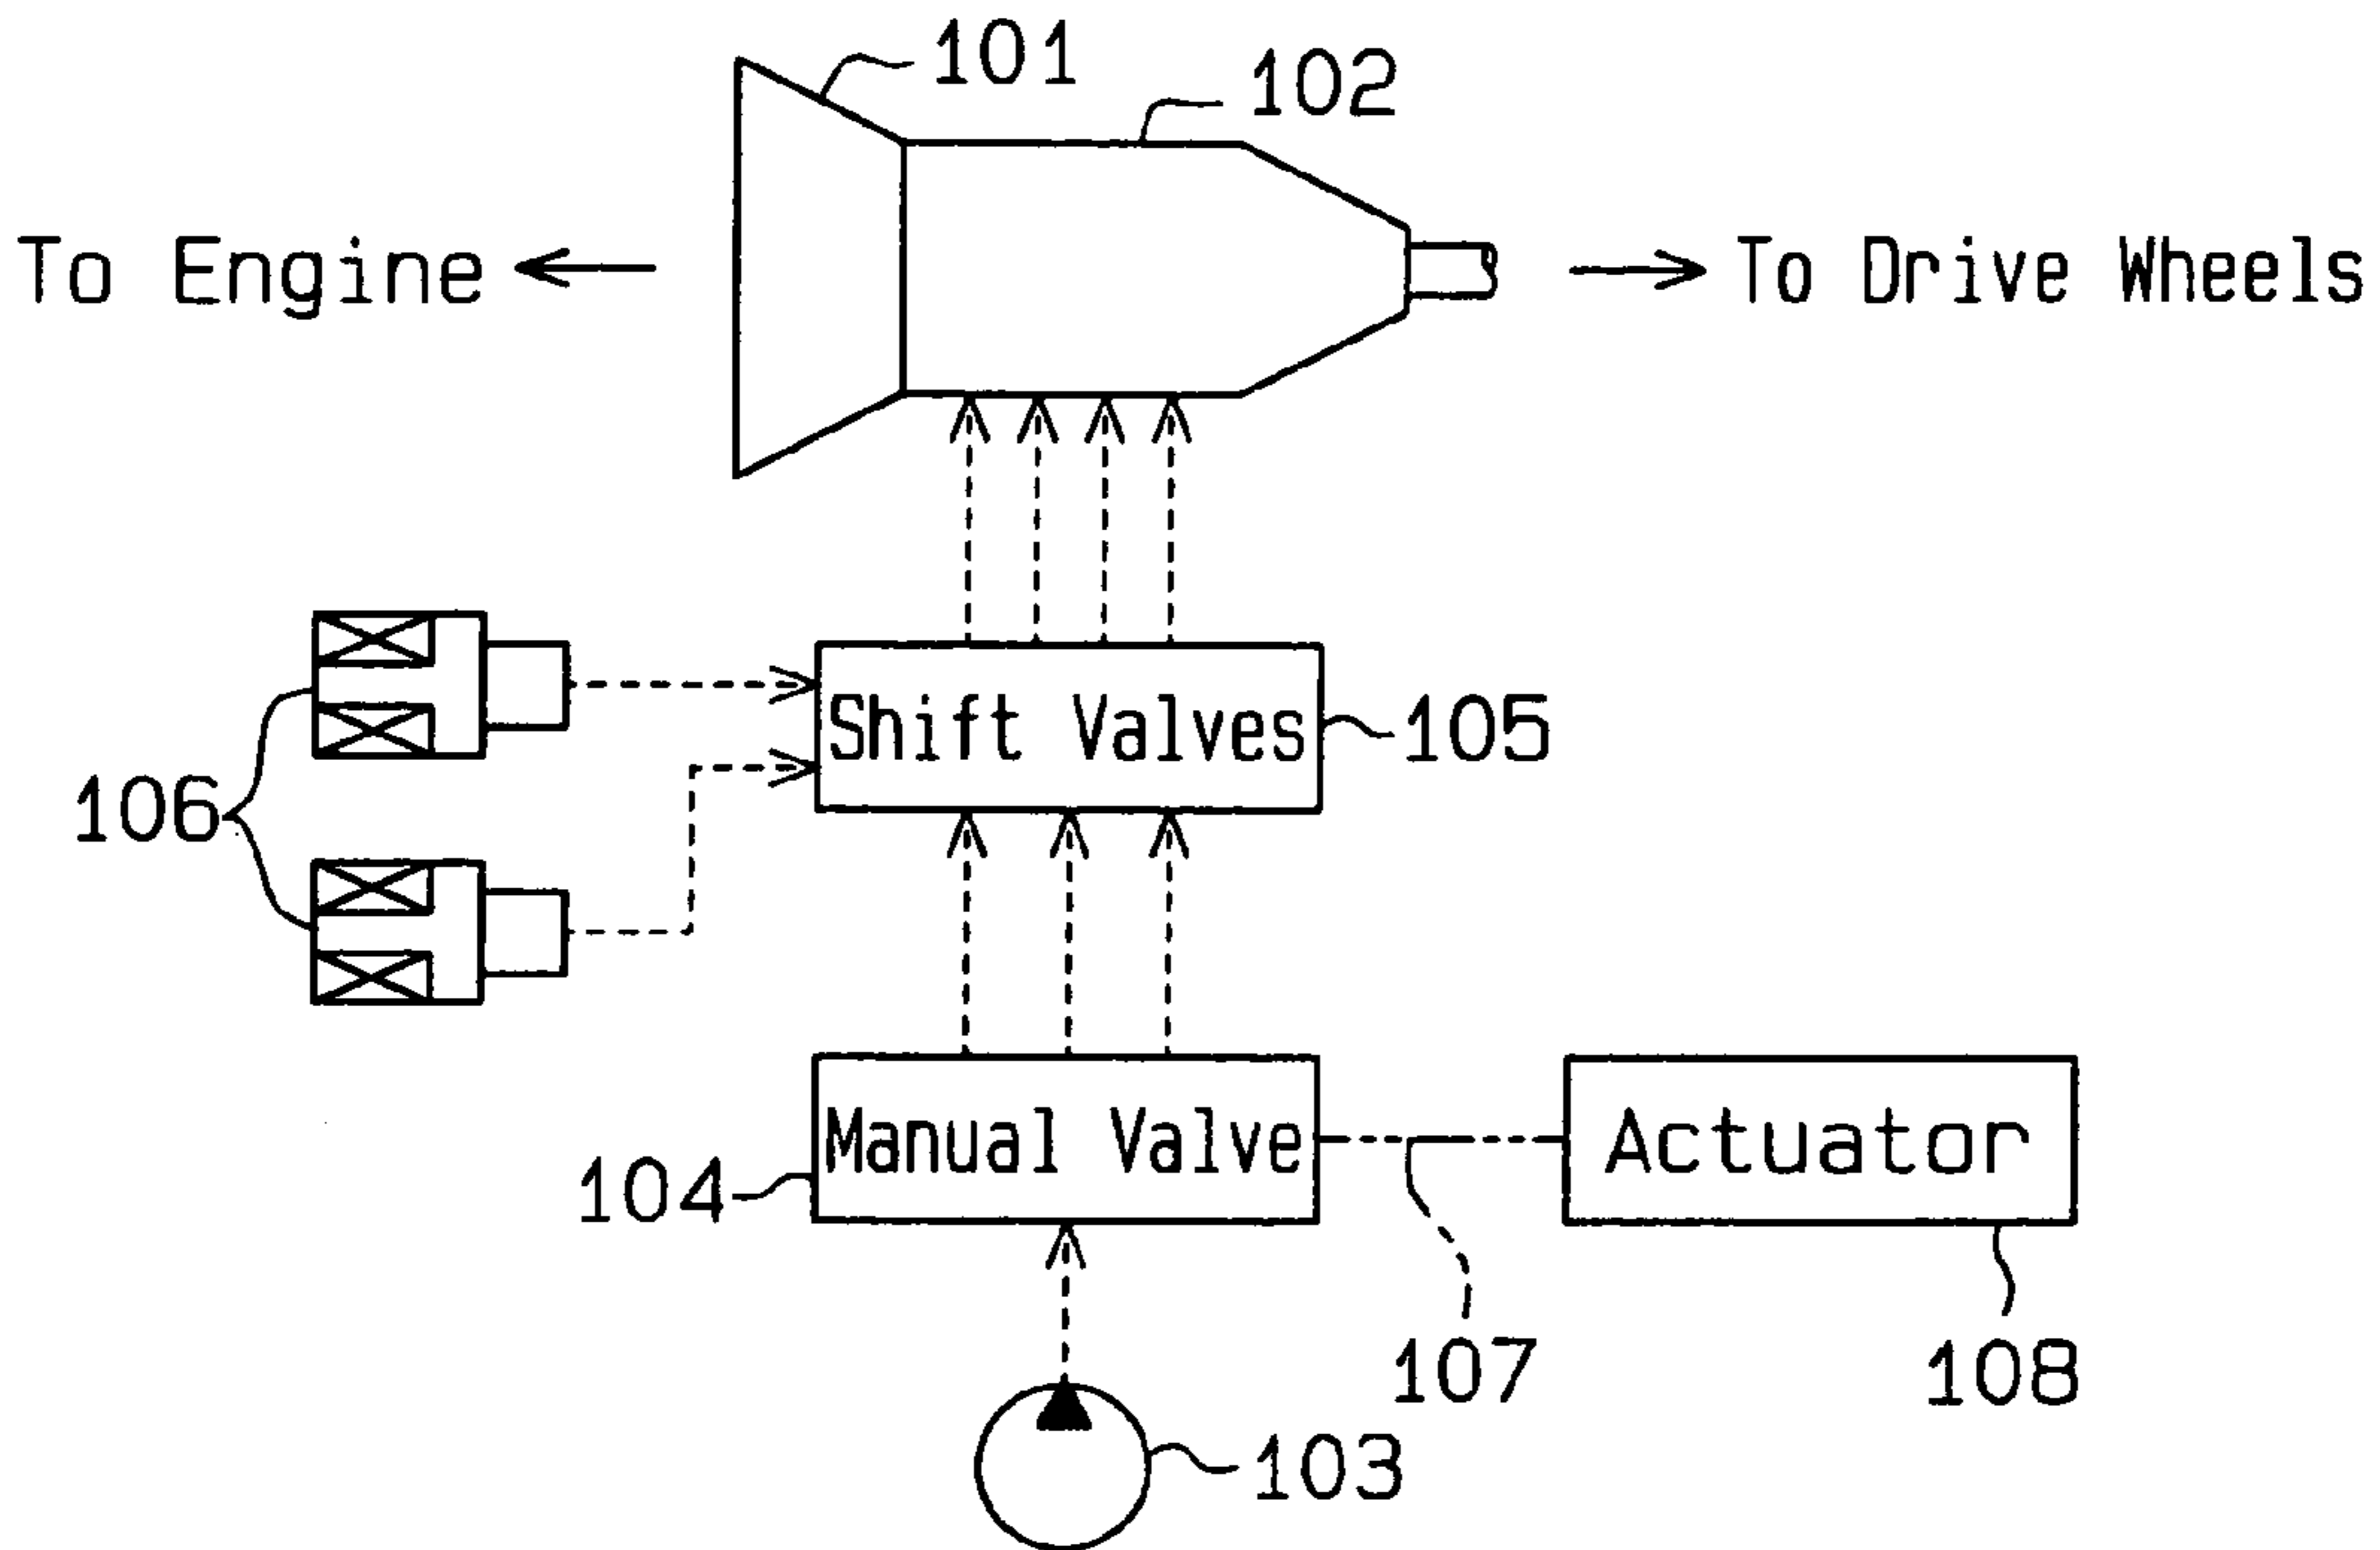 101
102
To Engine
To Drive Wheels
Shift Valves
105
106
Manual Valve
Actuator
104
107
108
103